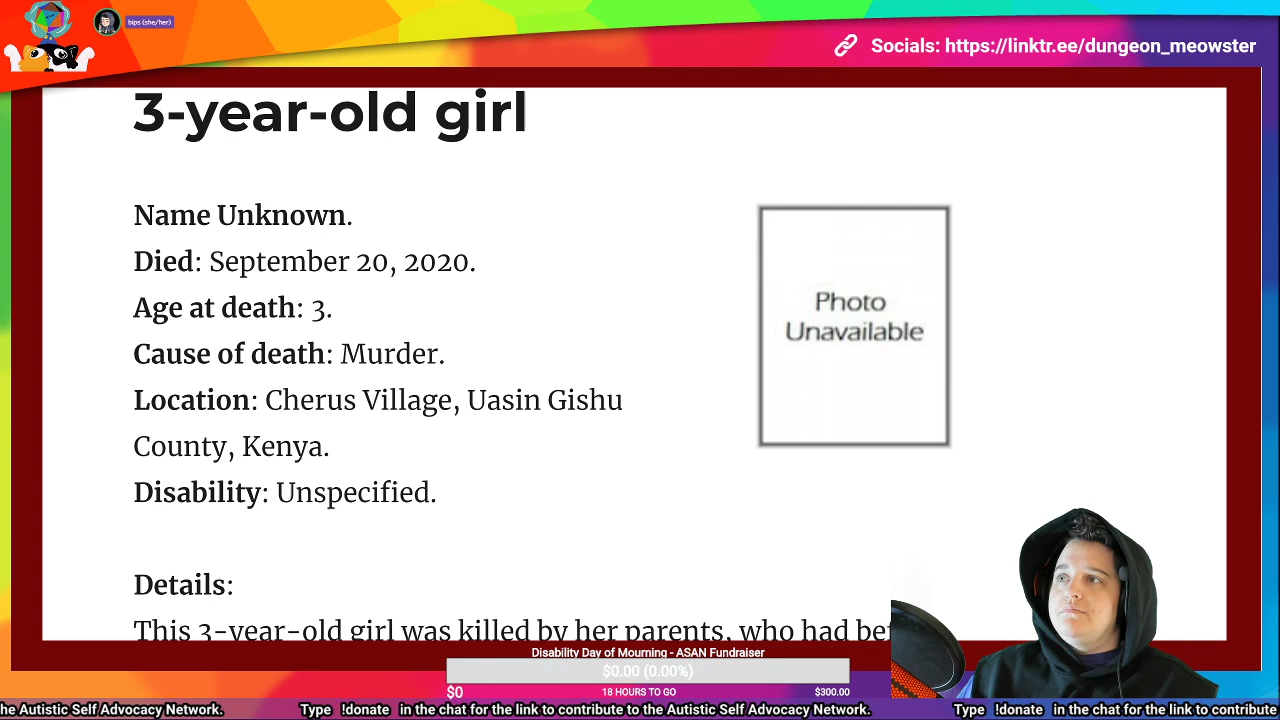 bips (she/her)
Socials: https://linktr.ee/dungeon_meowster
3-year-old girl
Name Unknown.
Died: September 20, 2020.
Age at death: 3.
Cause of death: Murder.
Location: Cherus Village, Uasin Gishu
County, Kenya.
Disability: Unspecified.
Photo
Unavailable
Details:
This 3-year-old girl was killed by her parents, who had
Disability Day of Mourning - ASAN Fundraiser
$0.00 (0.00%)
$0 18 HOURS TO GO $300.00
he Autistic Self Advocacy Network. Type !donate in the chat for the link to contribute to the Autistic Self Advocacy Network. Type !donate in the chat for the link to contribute